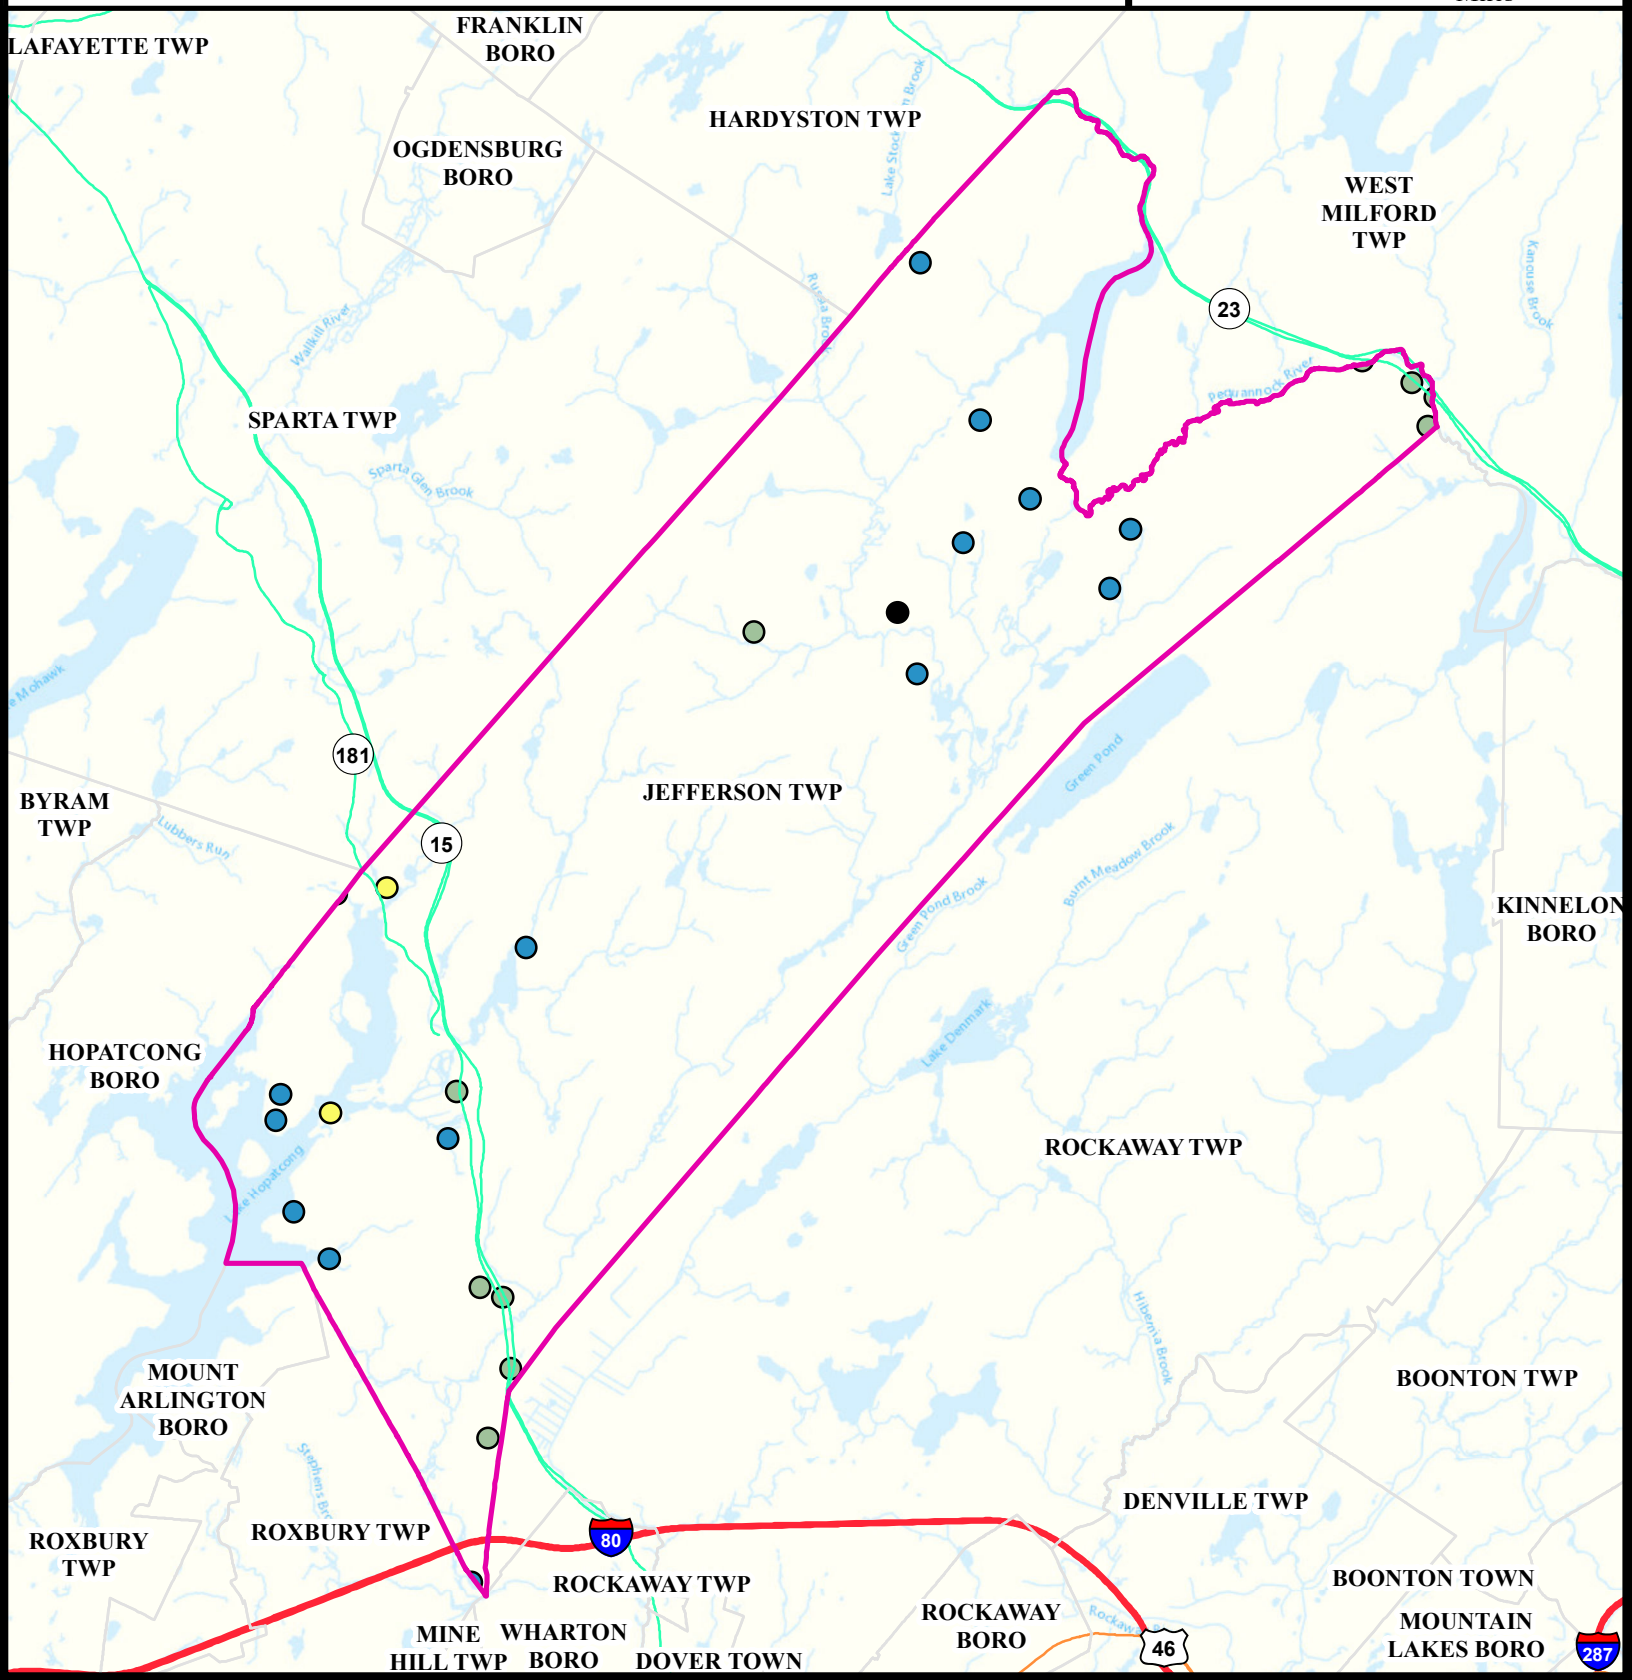 FRANKLIN
BORO
LAFAYETTE TWP
HARDYSTON TWP
OGDENSBURG
BORO
WEST
MILFORD
TWP
Russia Brook
Kanouse Brook
23
Wallkill River
Pequannock River
SPARTA TWP
Sparta Glen Brook
Mohawk
181
Green Pond
JEFFERSON TWP
BYRAM
TWP
Lubbers Run
15
Burnt Meadow Brook
Green Pond Brook
KINNELON
BORO
Lake Denmark
HOPATCONG
BORO
ROCKAWAY TWP
Lake Hopatcong
Hibernia Brook
MOUNT
ARLINGTON
BORO
BOONTON TWP
Stephens
DENVILLE TWP
ROXBURY TWP
ROXBURY
TWP
80
ROCKAWAY TWP
BOONTON TOWN
ROCKAWAY
BORO
MOUNTAIN
LAKES BORO
MINE
HILL TWP
WHARTON
BORO
DOVER TOWN
46
287